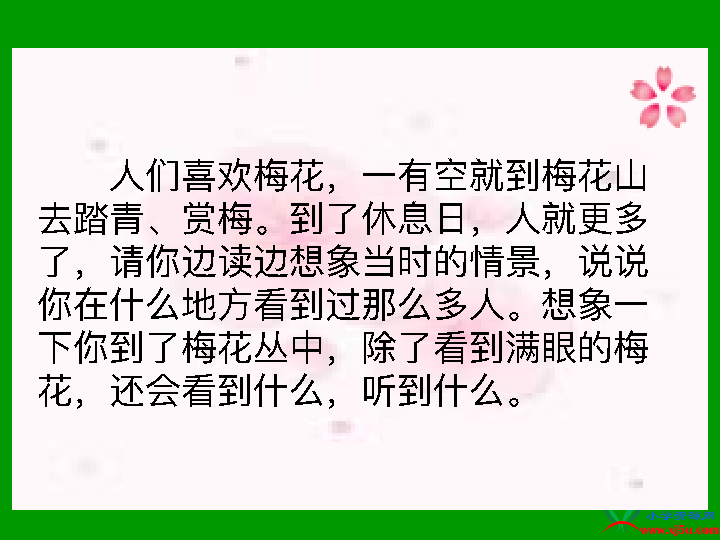 人们喜欢梅花，一有空就到梅花山
去踏青、赏梅。到了休息日，人就更多
了，请你边读边想象当时的情景，说说
你在什么地方看到过那么多人。想象一
下你到了梅花丛中，除了看到满眼的梅
花，还会看到什么，听到什么。